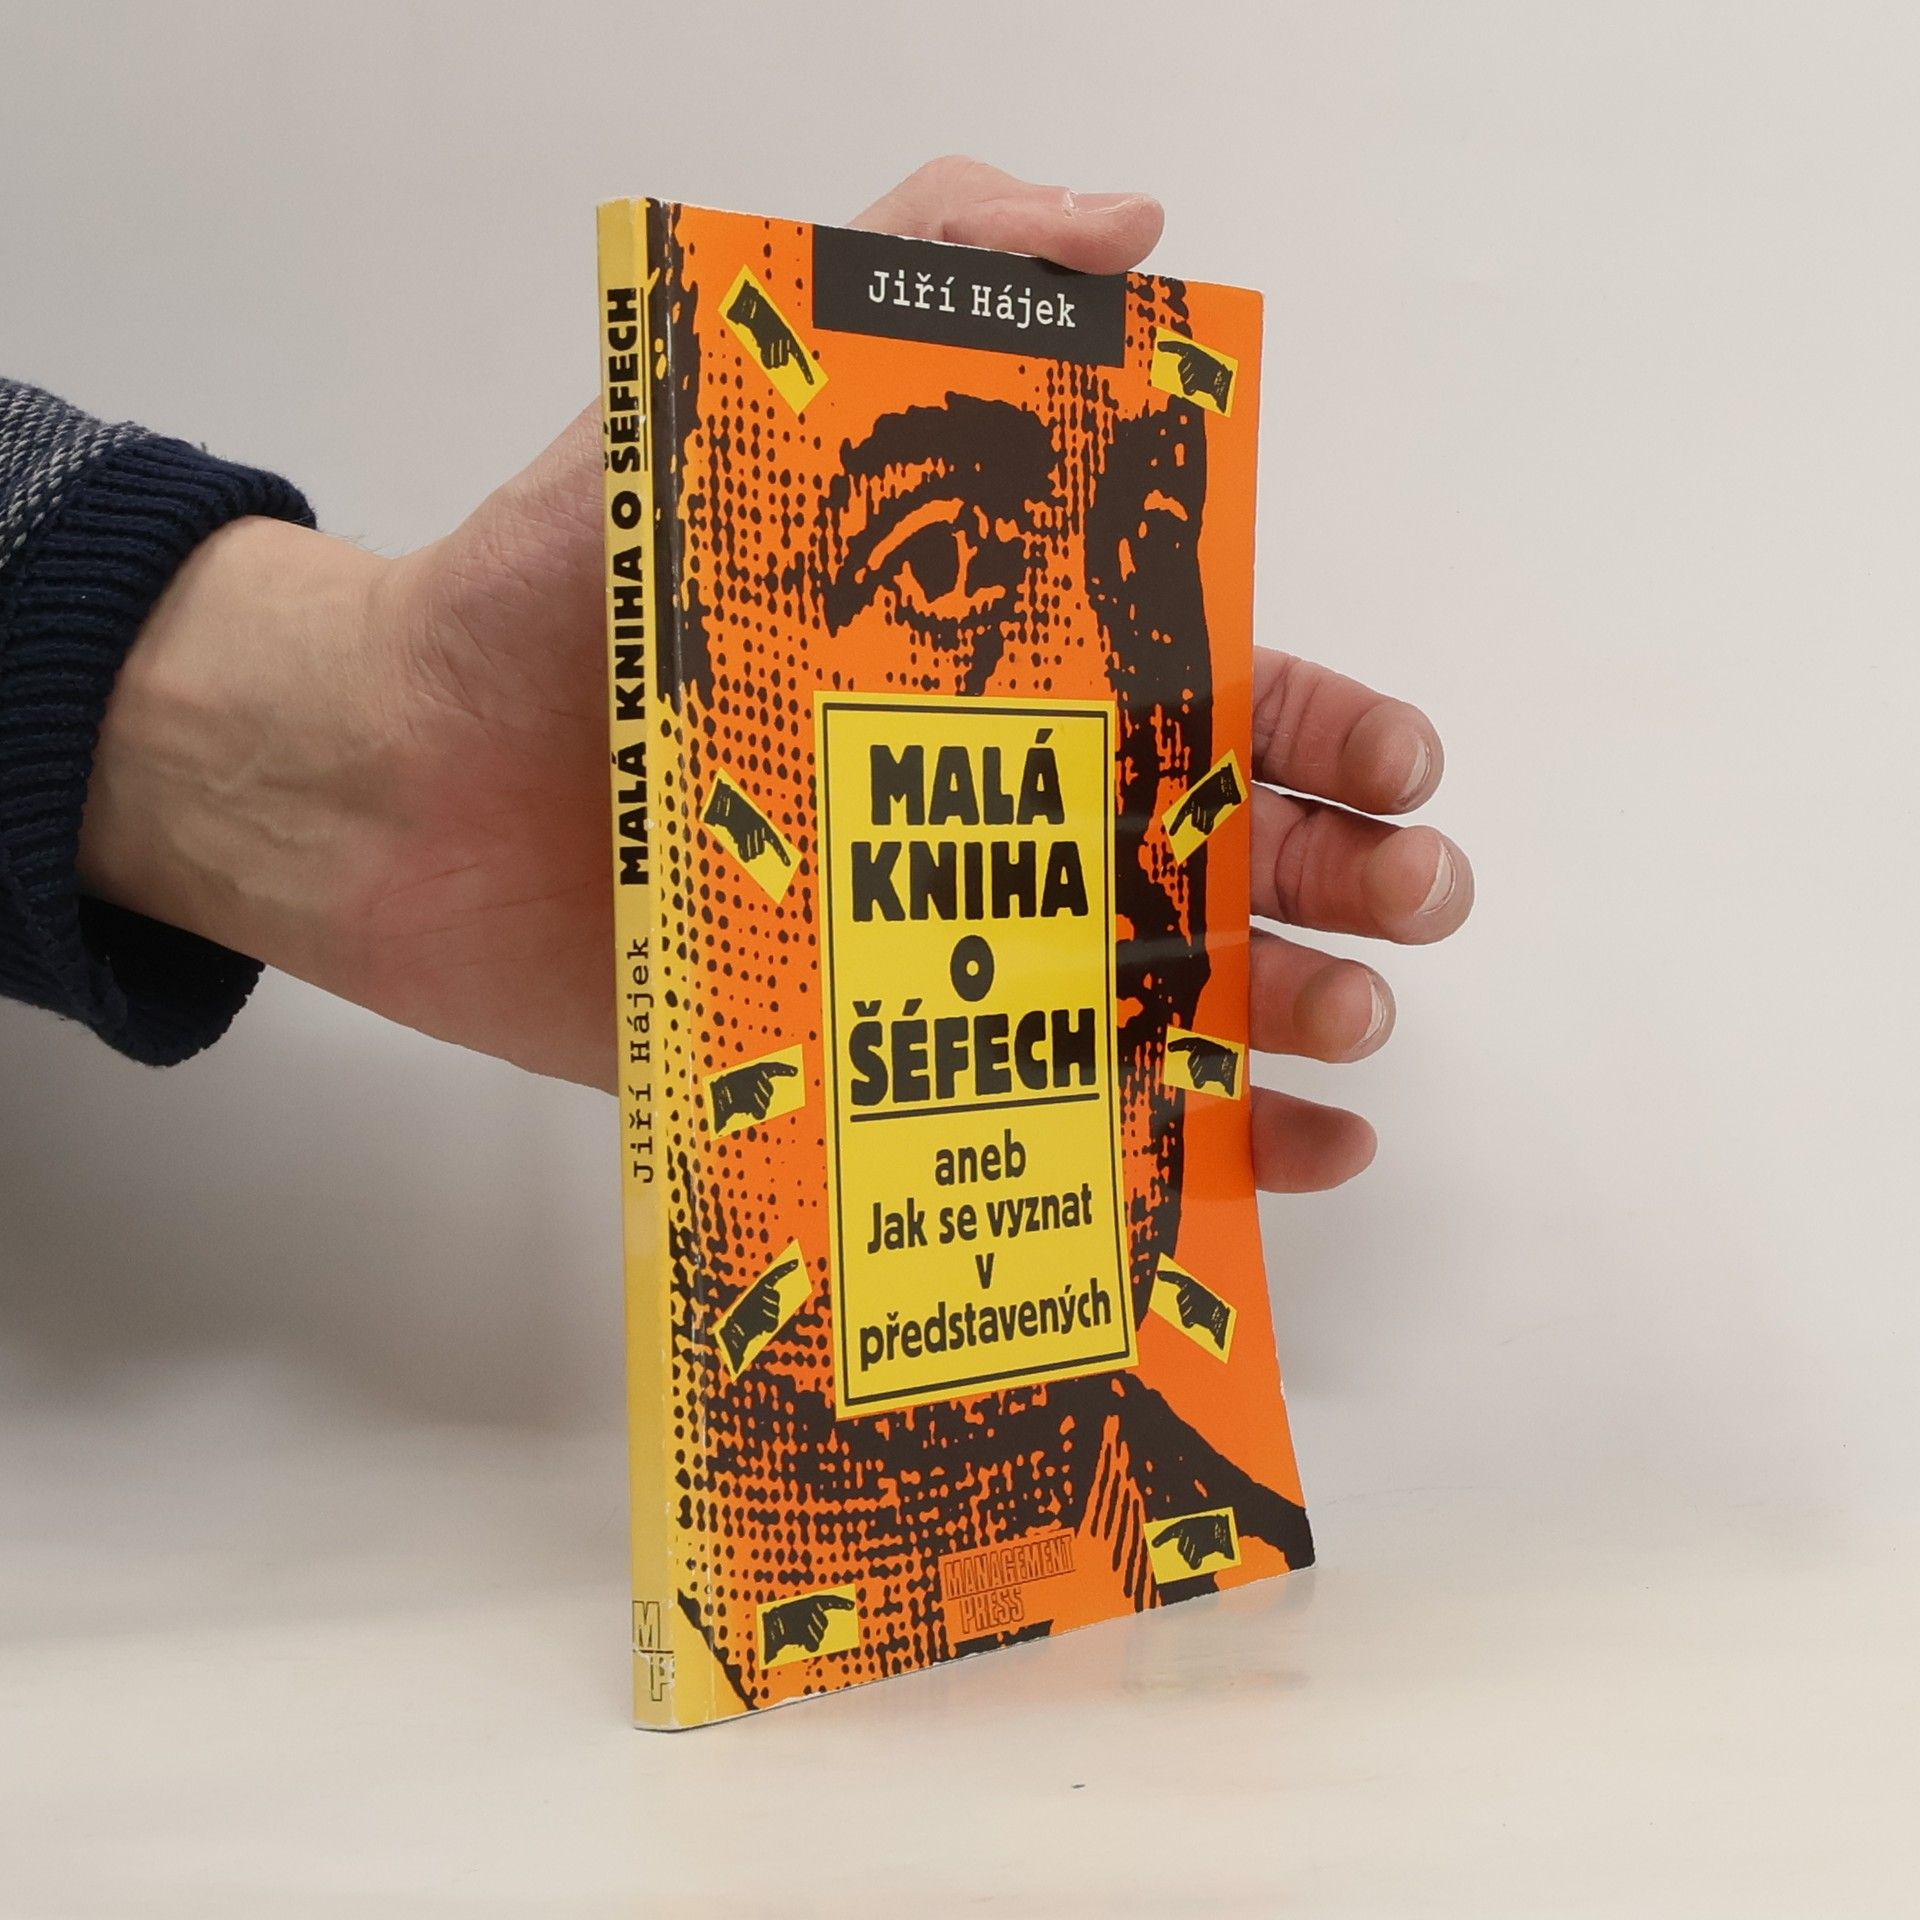 Jiří Hájek
MALÁ
KNIHA
O
ŠÉFECH
aneb
Jak se vyznat
v
představených
MANAGEMENT
PRESS
Jiří Hájek MALÁ KNIHA O ŠÉFECH
M
P